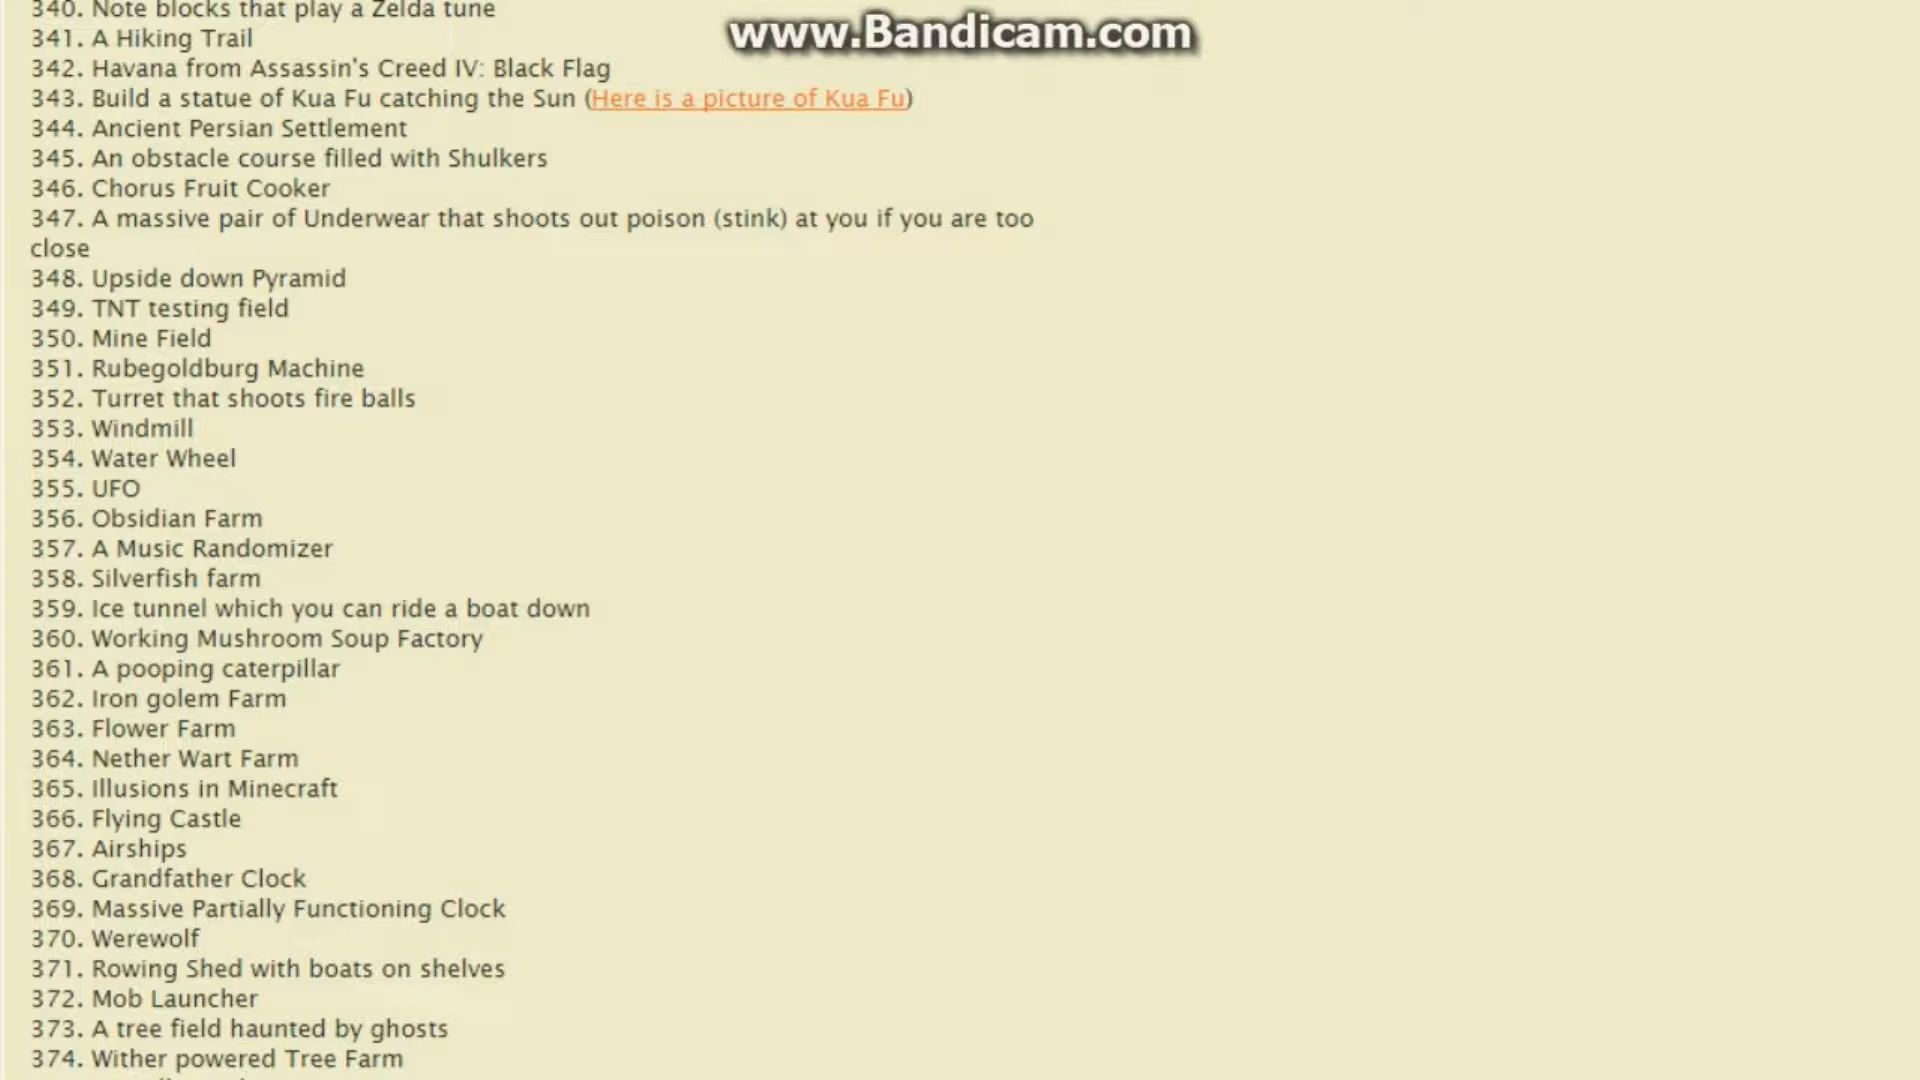 340. Note blocks that play a Zelda tune
www.Bandicam.com
341. A Hiking Trail
342. Havana from Assassin's Creed IV: Black Flag
343. Build a statue of Kua Fu catching the Sun (Here is a picture of Kua Fu)
344. Ancient Persian Settlement
345. An obstacle course filled with Shulkers
346. Chorus Fruit Cooker
347. A massive pair of Underwear that shoots out poison (stink) at you if you are too
close
348. Upside down Pyramid
349. TNT testing field
350. Mine Field
351. Rubegoldburg Machine
352. Turret that shoots fire balls
353. Windmill
354. Water Wheel
355. UFO
356. Obsidian Farm
357. A Music Randomizer
358. Silverfish farm
359. Ice tunnel which you can ride a boat down
360. Working Mushroom Soup Factory
361. A pooping caterpillar
362. Iron golem Farm
363. Flower Farm
364. Nether Wart Farm
365. Illusions in Minecraft
366. Flying Castle
367. Airships
368. Grandfather Clock
369. Massive Partially Functioning Clock
370. Werewolf
371. Rowing Shed with boats on shelves
372. Mob Launcher
373. A tree field haunted by ghosts
374. Wither powered Tree Farm